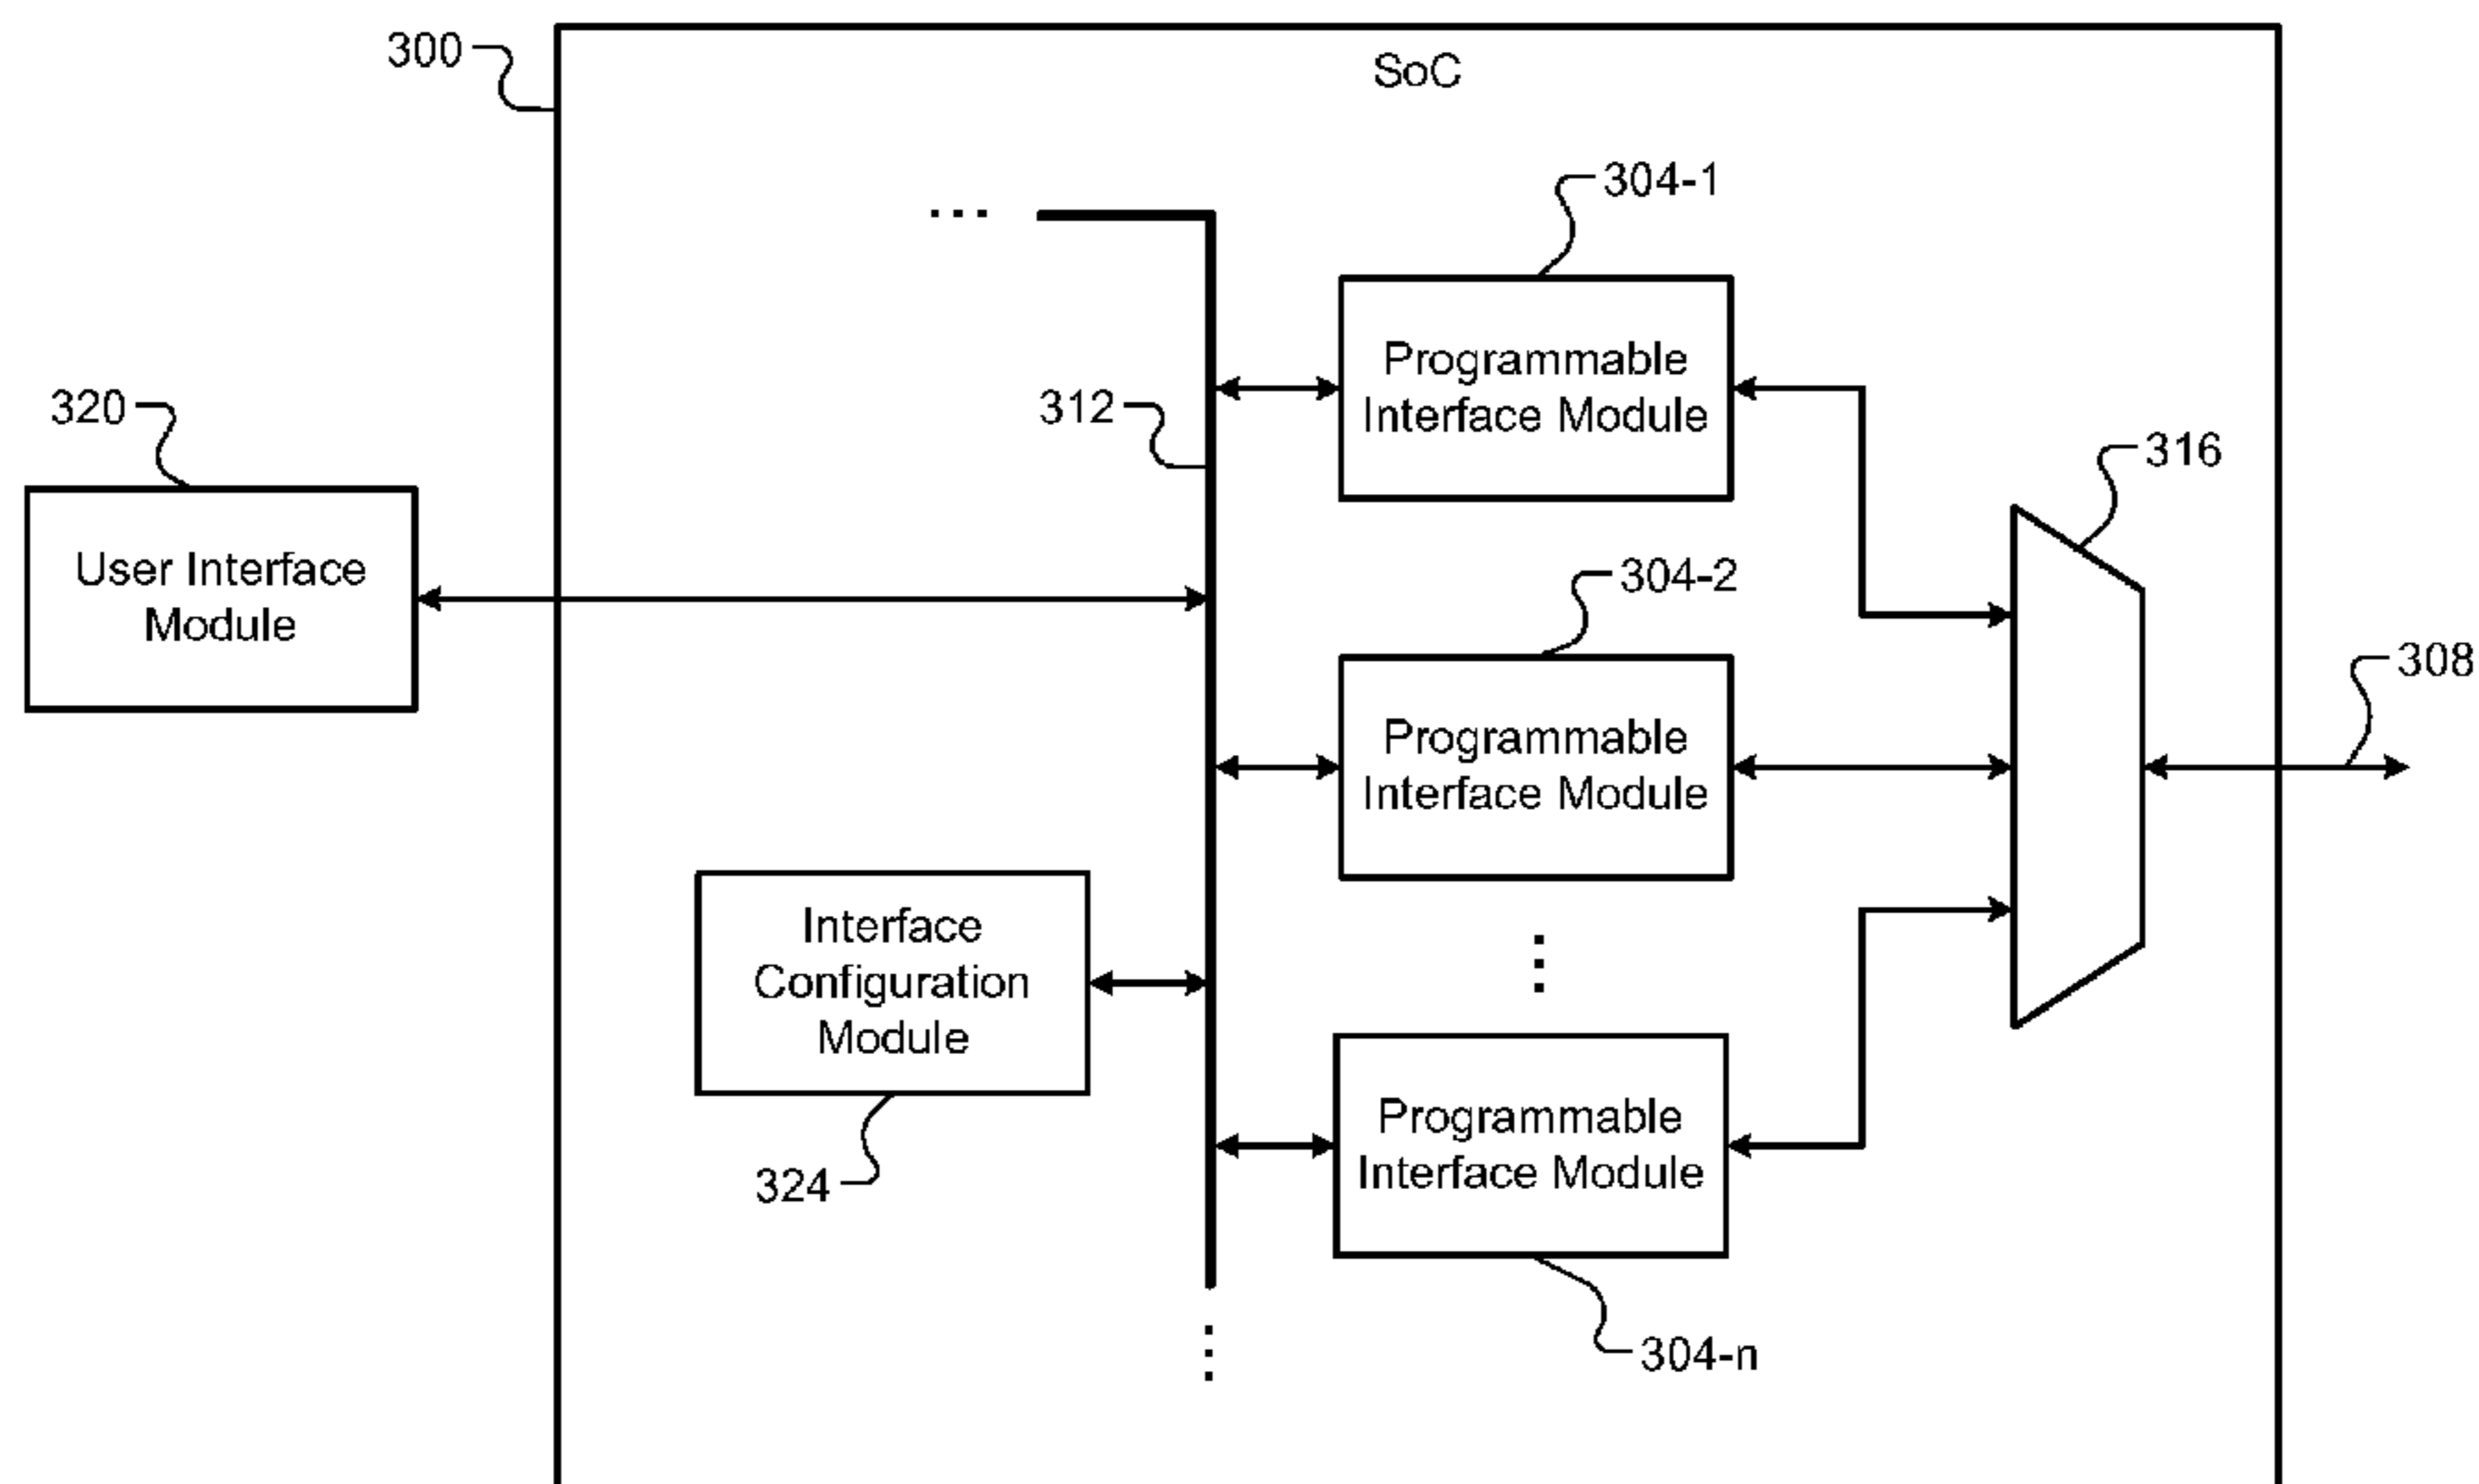 300
SoC
304-1
Programmable
Interface Module
320
312
316
User Interface
Module
304-2
308
Programmable
Interface Module
Interface
Configuration
Module
324
Programmable
Interface Module
304-n